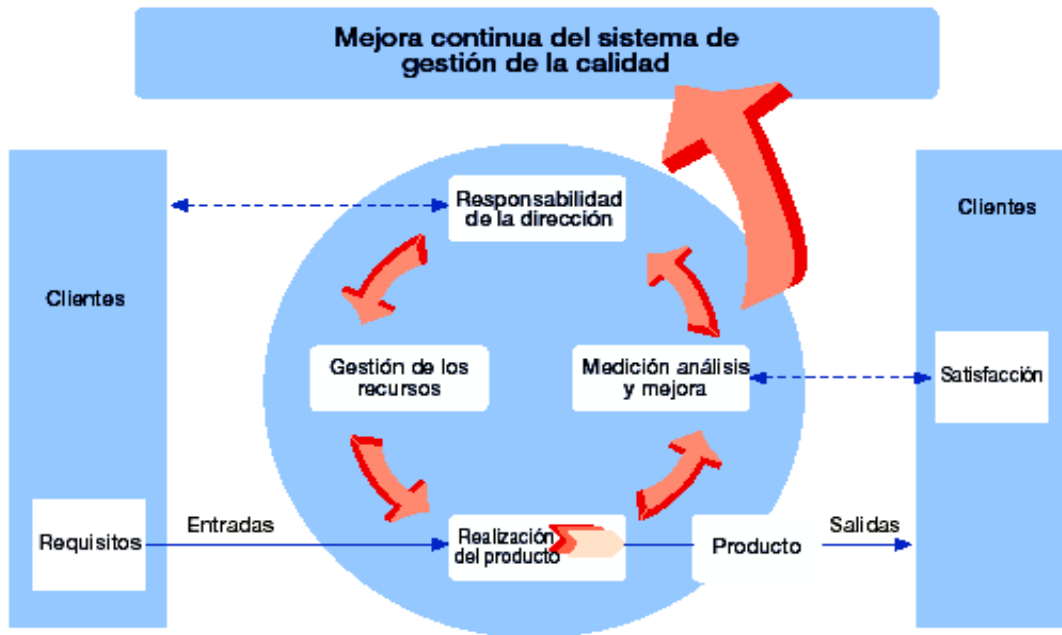 Mejora continua del sistema de
gestión de la calidad
Responsabilidad
de la dirección
Clientes
Clientes
Gestión de los
recursos
Medición análisis
y mejora
Satisfacción
Requisitos
Entradas
Realización
del producto
Producto
Salidas